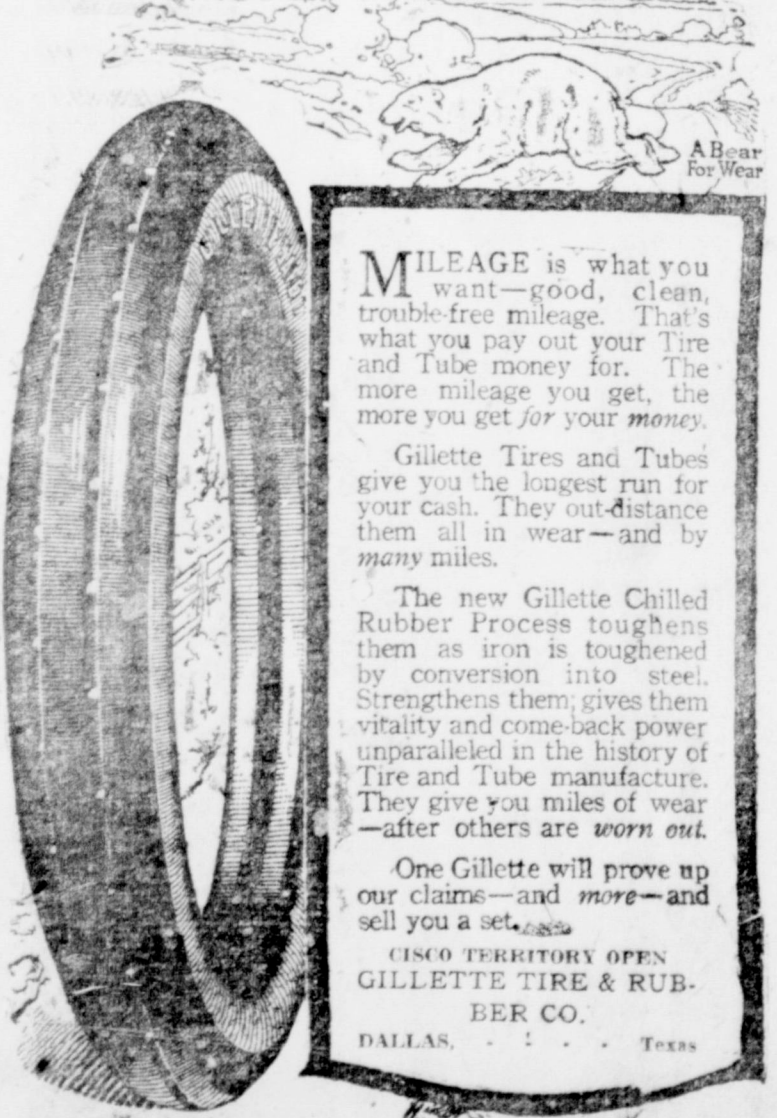 A Bear
For Wear
MILEAGE is what you
want—good, clean,
trouble-free mileage. That's
what you pay out your Tire
and Tube money for. The
more mileage you get, the
more you get for your money.
Gillette Tires and Tubes
give you the longest run for
your cash. They out-distance
them all in wear—and by
many miles.
The new Gillette Chilled
Rubber Process toughens
them as iron is toughened
by conversion into steel.
Strengthens them; gives them
vitality and come-back power
unparalleled in the history of
Tire and Tube manufacture.
They give you miles of wear
—after others are worn out.
One Gillette will prove up
our claims—and more—and
sell you a set.
CISCO TERRITORY OPEN
GILLETTE TIRE & RUB-
BER CO.
DALLAS, - - - - Texas